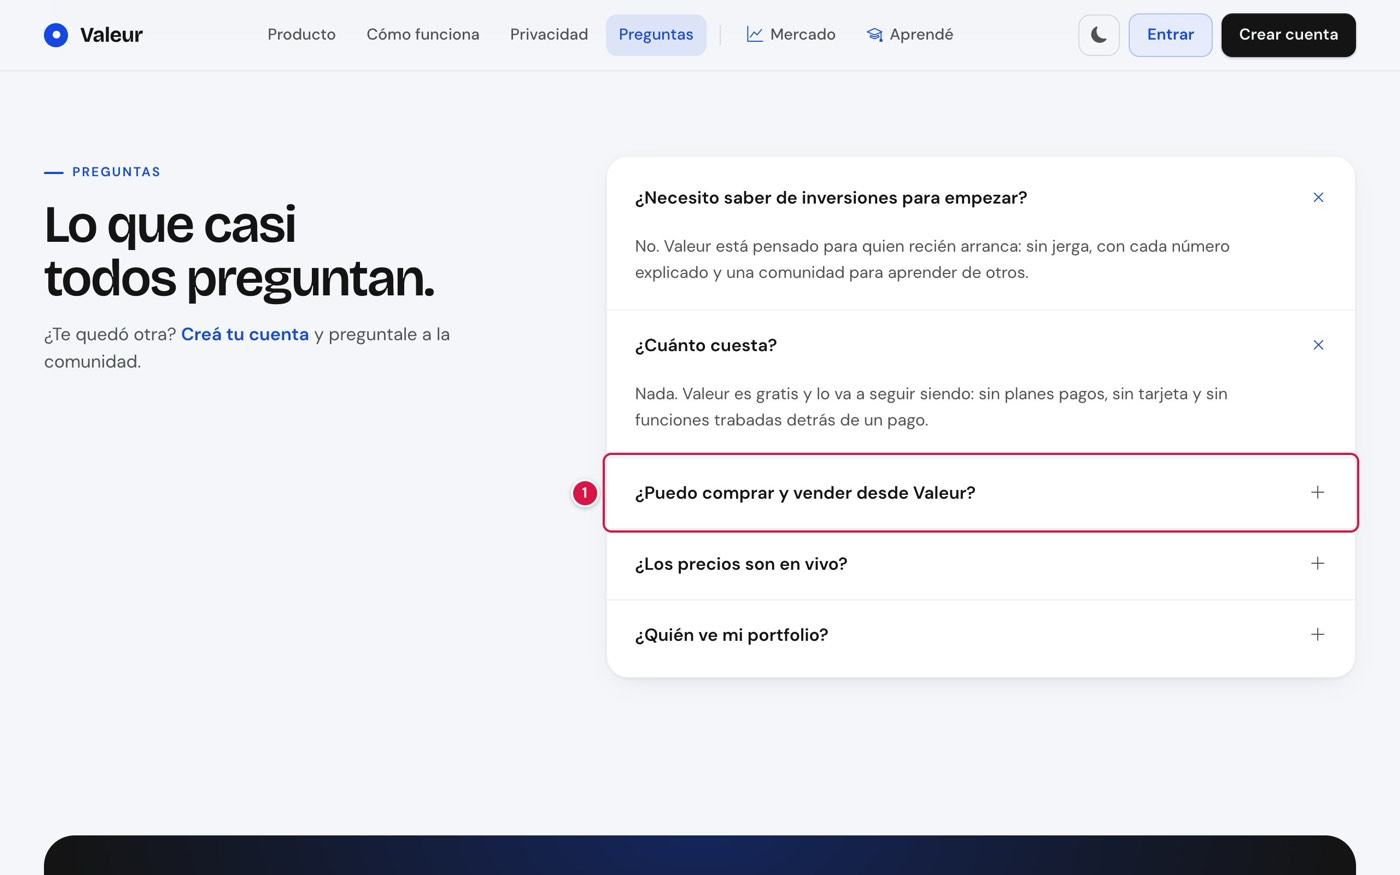 Valeur
Producto
Cómo funciona
Privacidad
Preguntas
Mercado
Aprendé
Entrar
Crear cuenta
PREGUNTAS
Lo que casi
todos preguntan.
¿Te quedó otra? Creá tu cuenta y preguntale a la
comunidad.
¿Necesito saber de inversiones para empezar?
No. Valeur está pensado para quien recién arranca: sin jerga, con cada número
explicado y una comunidad para aprender de otros.
¿Cuánto cuesta?
Nada. Valeur es gratis y lo va a seguir siendo: sin planes pagos, sin tarjeta y sin
funciones trabadas detrás de un pago.
1
¿Puedo comprar y vender desde Valeur?
¿Los precios son en vivo?
¿Quién ve mi portfolio?